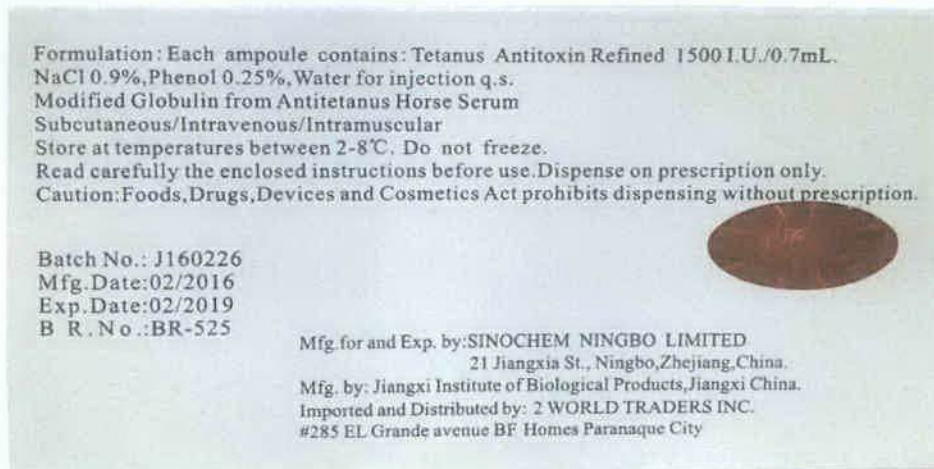 Formulation: Each ampoule contains: Tetanus Antitoxin Refined 1500 I.U./0.7mL.
NaCl 0.9%,Phenol 0.25%,Water for injection q.s.
Modified Globulin from Antitetanus Horse Serum
Subcutaneous/Intravenous/Intramuscular
Store at temperatures between 2-8℃. Do not freeze.
Read carefully the enclosed instructions before use.Dispense on prescription only.
Caution:Foods,Drugs,Devices and Cosmetics Act prohibits dispensing without prescription.
Batch No.: J160226
Mfg.Date:02/2016
Exp.Date:02/2019
B R.No.:BR-525
Mfg.for and Exp. by:SINOCHEM NINGBO LIMITED
21 Jiangxia St., Ningbo,Zhejiang,China.
Mfg. by: Jiangxi Institute of Biological Products,Jiangxi China.
Imported and Distributed by: 2 WORLD TRADERS INC.
#285 EL Grande avenue BF Homes Paranaque City